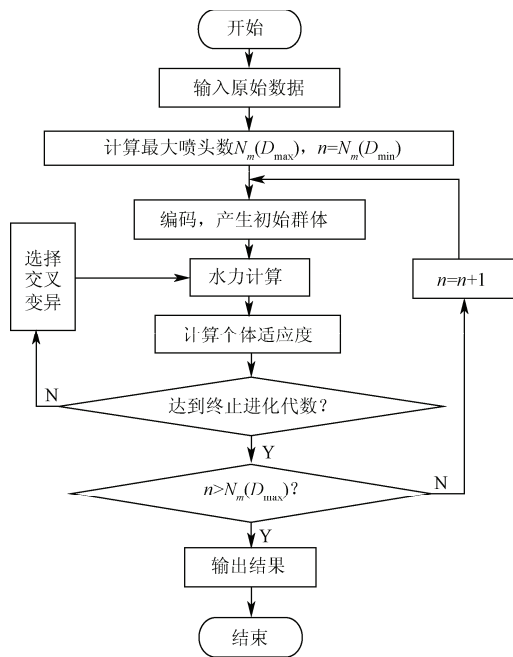 开始
输入原始数据
计算最大喷头数Nm(Dmax)，n=Nm(Dmin)
编码，产生初始群体
选择
交叉
变异
水力计算
n=n+1
计算个体适应度
N
达到终止进化代数？
Y
n>Nm(Dmax)？
N
Y
输出结果
结束